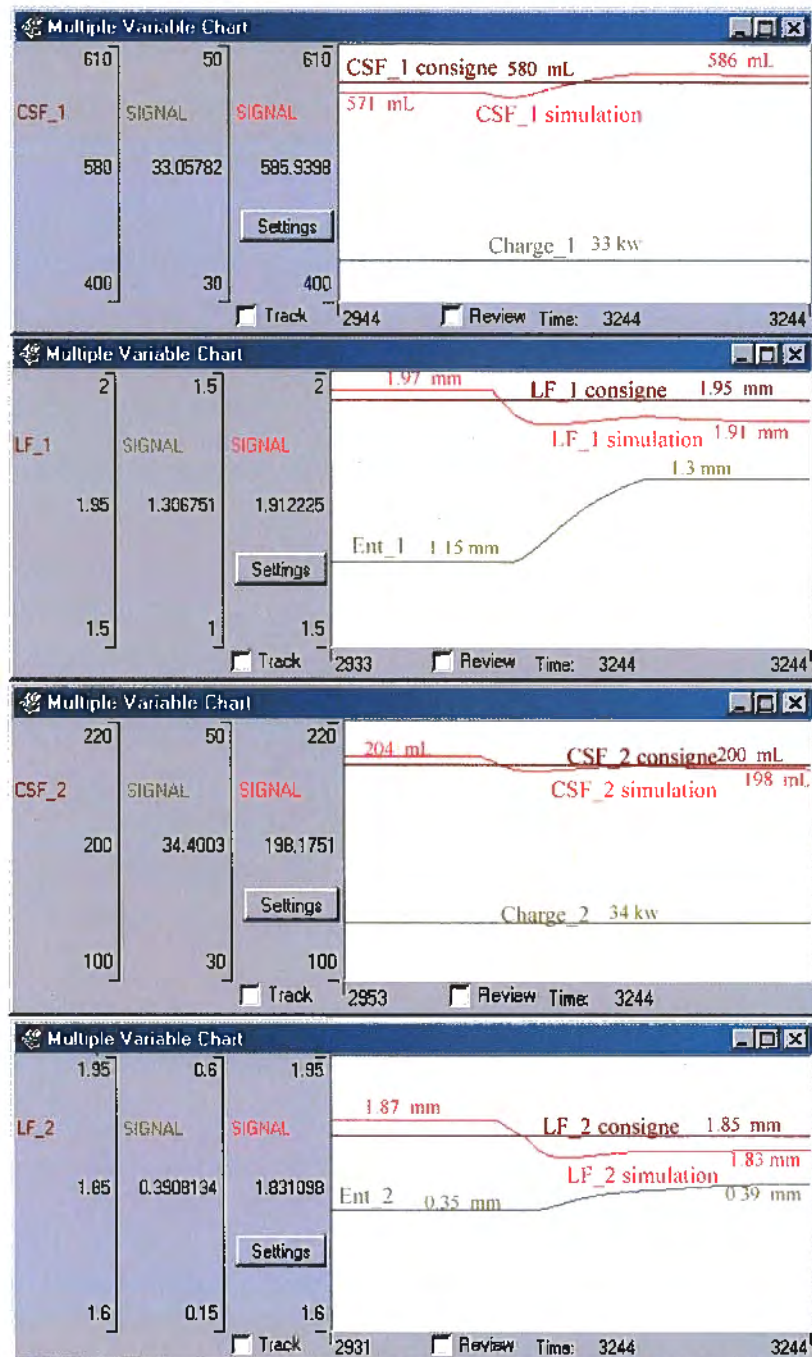 Multiple Variable Chart
610 50 610 CSF_1 consigne 580 mL 586 mL
571 mL
CSF_1 SIGNAL SIGNAL CSF_1 simulation
580 33.05782 585.9398
Settings
Charge_1 33 kw
400 30 400
Track 2944 Review Time: 3244 3244
Multiple Variable Chart
2 1.5 2 1.97 mm LF_1 consigne 1.95 mm
LF_1 SIGNAL SIGNAL LF_1 simulation 1.91 mm
1.3 mm
1.95 1.306751 1.912225
Ent_1 1.15 mm
Settings
1.5 1 1.5
Track 2933 Review Time: 3244 3244
Multiple Variable Chart
220 50 220
204 mL CSF_2 consigne 200 mL
198 mL
CSF_2 SIGNAL SIGNAL CSF_2 simulation
200 34.4003 198.1751
Settings
Charge_2 34 kw
100 30 100
Track 2953 Review Time: 3244
Multiple Variable Chart
1.95 0.6 1.95
1.87 mm
LF_2 SIGNAL SIGNAL LF_2 consigne 1.85 mm
1.83 mm
LF_2 simulation
1.85 0.3908134 1.831098 Ent_2 0.35 mm 0.39 mm
Settings
1.6 0.15 1.6
Track 2931 Review Time: 3244 3244